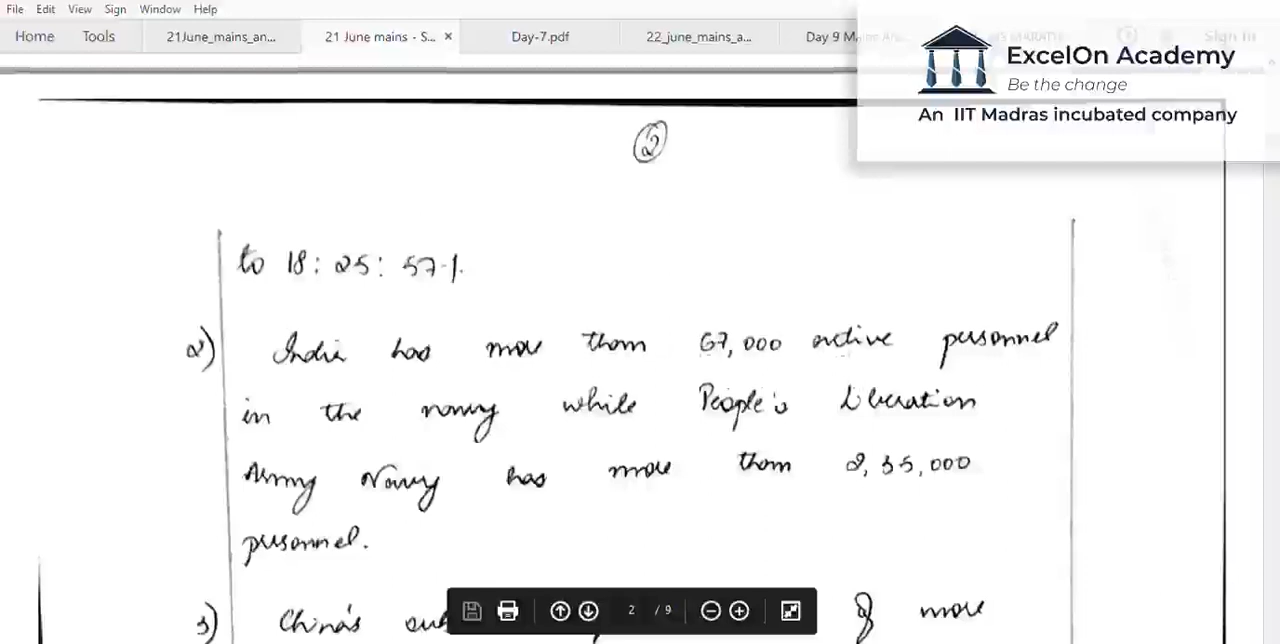 File Edit View Sign Window Help
Home Tools 21June_mains_an... 21 June mains - S... × Day-7.pdf 22_june_mains_a... Day 9 M Sign In
ExcelOn Academy
Be the change
An IIT Madras incubated company
2
to 18 : 25 : 57%.
2) India has more than 67,000 active personnel
in the navy while People's Liberation
Army Navy has more than 2,35,000
personnel.
3) China's of more
2 / 9